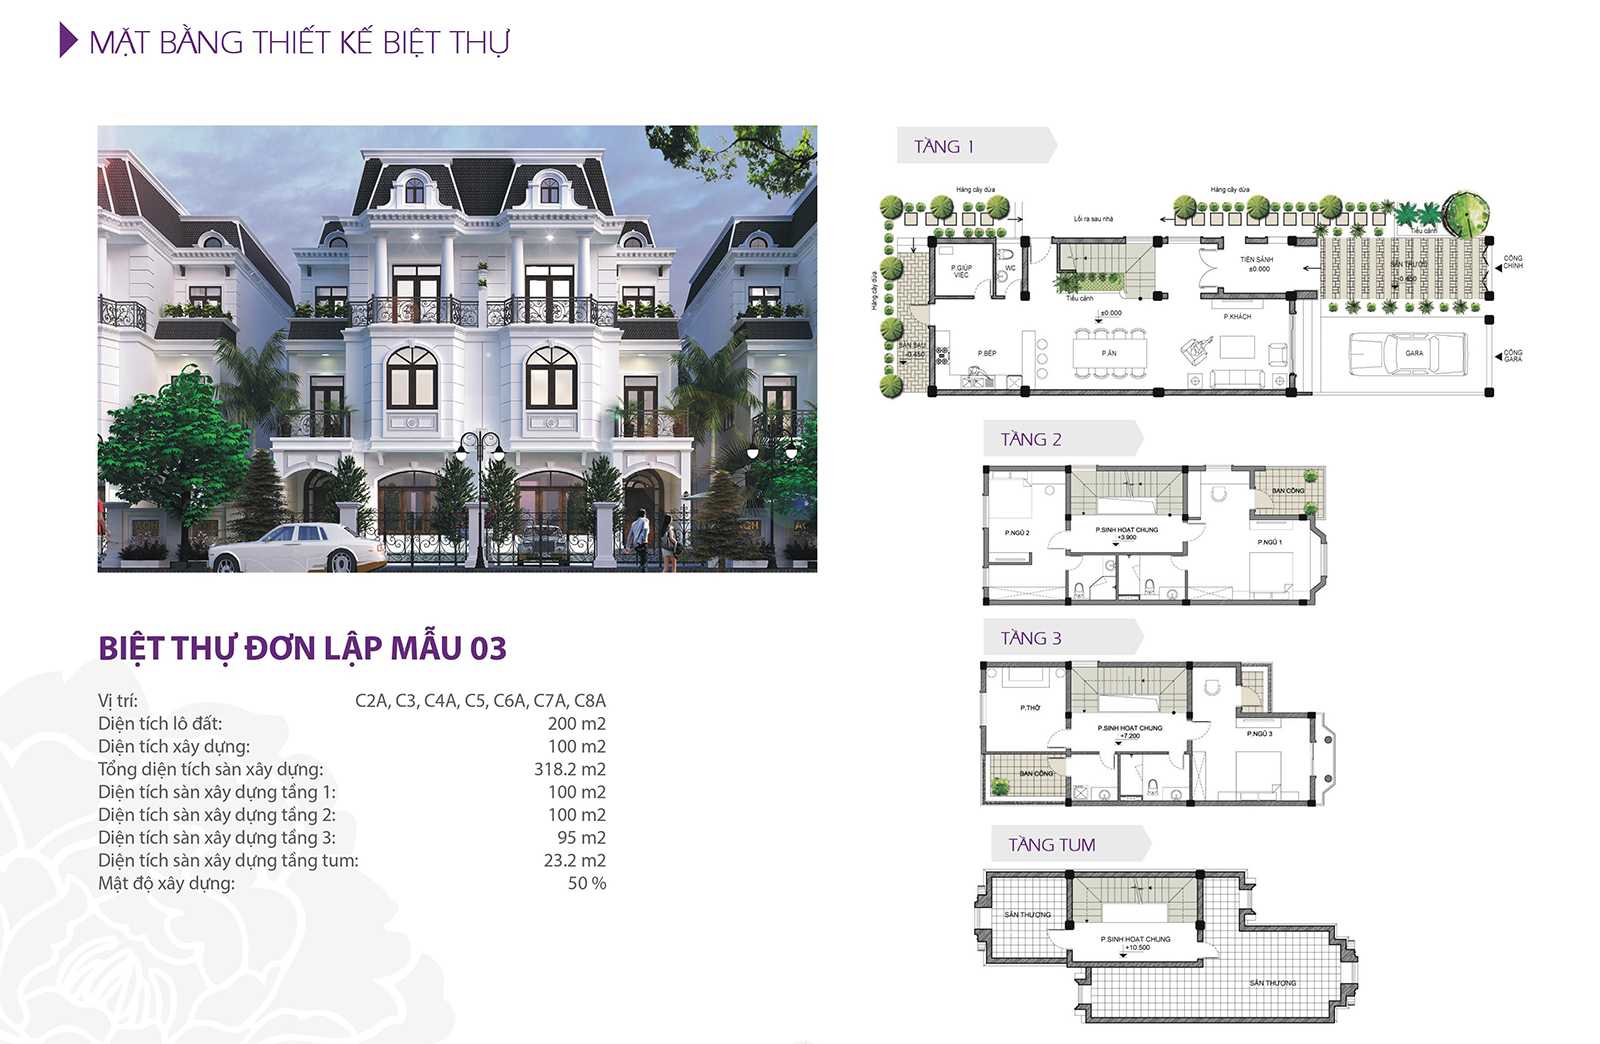 MẶT BẰNG THIẾT KẾ BIỆT THỰ
BIỆT THỰ ĐƠN LẬP MẪU 03
Vị trí: C2A, C3, C4A, C5, C6A, C7A, C8A
Diện tích lô đất: 200 m2
Diện tích xây dựng: 100 m2
Tổng diện tích sàn xây dựng: 318.2 m2
Diện tích sàn xây dựng tầng 1: 100 m2
Diện tích sàn xây dựng tầng 2: 100 m2
Diện tích sàn xây dựng tầng 3: 95 m2
Diện tích sàn xây dựng tầng tum: 23.2 m2
Mật độ xây dựng: 50 %
TẦNG 1
Hàng cây dừa
Hàng cây dừa
Lối ra sau nhà
Tiểu cảnh
P.GIÚP
VIỆC
WC
TIỀN SẢNH
±0.000
SÂN TRƯỚC
-0.450
CỔNG
CHÍNH
Hàng cây dừa
Tiểu cảnh
±0.000
P.KHÁCH
SÂN SAU
-0.450
P.BẾP
P.ĂN
GARA
CỔNG
GARA
TẦNG 2
BAN CÔNG
P.NGỦ 2
P.SINH HOẠT CHUNG
+3.900
P.NGỦ 1
TẦNG 3
P.THỜ
P.SINH HOẠT CHUNG
+7.200
P.NGỦ 3
BAN CÔNG
TẦNG TUM
SÂN THƯỢNG
P.SINH HOẠT CHUNG
+10.500
SÂN THƯỢNG